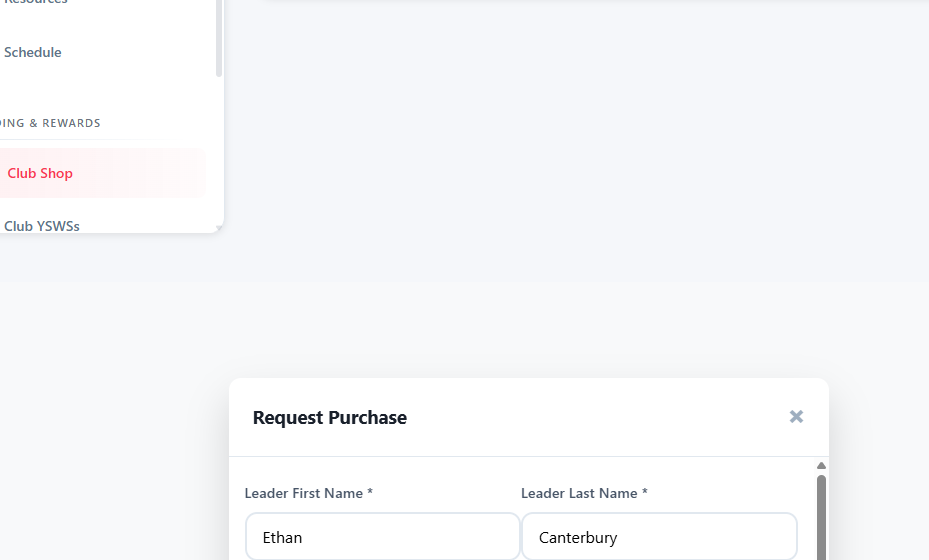 Resources
Schedule
DING & REWARDS
Club Shop
Club YSWSs
Request Purchase
Leader First Name *
Leader Last Name *
Ethan
Canterbury